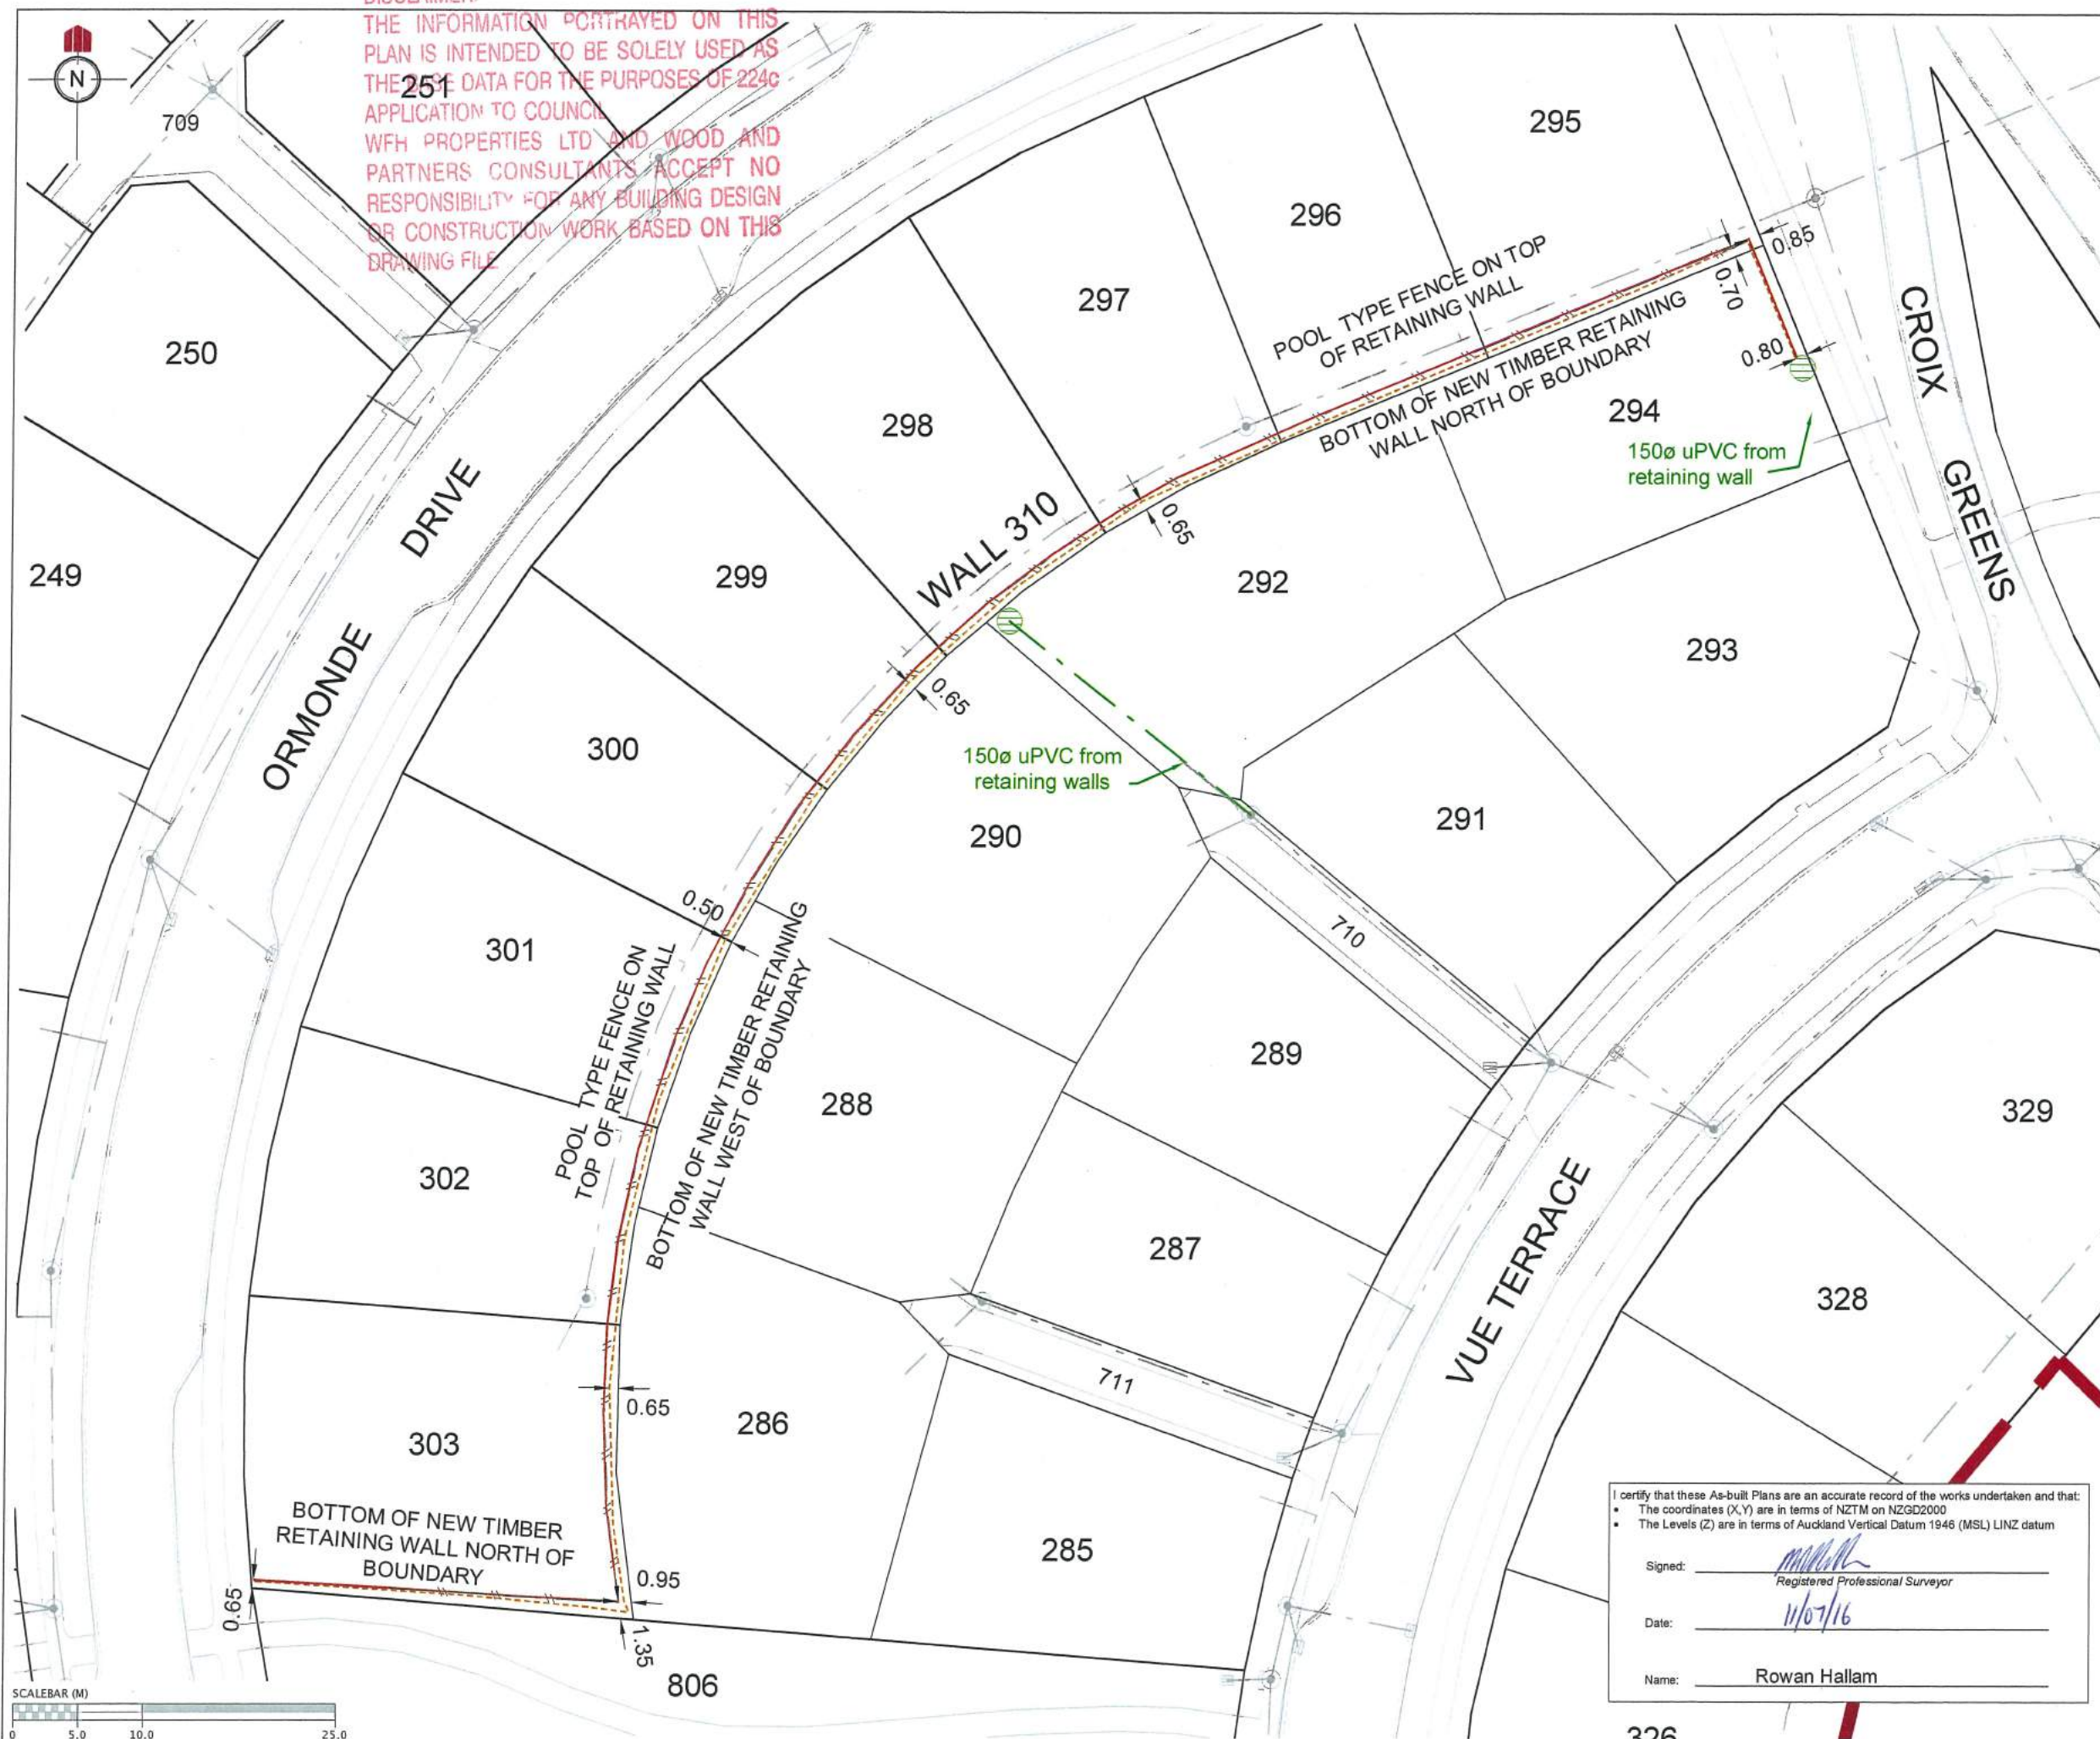 THE INFORMATION PORTRAYED ON THIS
PLAN IS INTENDED TO BE SOLELY USED AS
THE BASE DATA FOR THE PURPOSES OF 224c
APPLICATION TO COUNCIL
WFH PROPERTIES LTD AND WOOD AND
PARTNERS CONSULTANTS ACCEPT NO
RESPONSIBILITY FOR ANY BUILDING DESIGN
OR CONSTRUCTION WORK BASED ON THIS
DRAWING FILE
N
251
709
250
249
295
296
297
298
299
300
301
302
303
POOL TYPE FENCE ON TOP
OF RETAINING WALL
BOTTOM OF NEW TIMBER RETAINING
WALL NORTH OF BOUNDARY
0.85
0.70
0.80
CROIX
GREENS
294
150ø uPVC from
retaining wall
DRIVE
ORMONDE
WALL 310
0.65
292
293
0.65
150ø uPVC from
retaining walls
290
291
710
0.50
POOL TYPE FENCE ON
TOP OF RETAINING WALL
BOTTOM OF NEW TIMBER RETAINING
WALL WEST OF BOUNDARY
288
289
287
329
328
VUE TERRACE
711
0.65
286
285
BOTTOM OF NEW TIMBER
RETAINING WALL NORTH OF
BOUNDARY
0.95
0.65
1.35
806
326
SCALEBAR (M)
0 5.0 10.0 25.0
I certify that these As-built Plans are an accurate record of the works undertaken and that:
• The coordinates (X,Y) are in terms of NZTM on NZGD2000
• The Levels (Z) are in terms of Auckland Vertical Datum 1946 (MSL) LINZ datum
Signed:
Registered Professional Surveyor
Date: 11/07/16
Name: Rowan Hallam